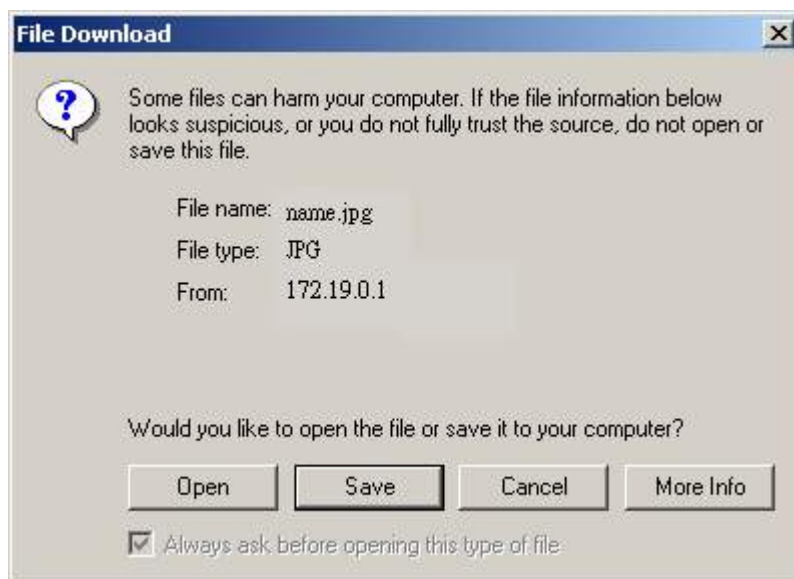 File Download
Some files can harm your computer. If the file information below
looks suspicious, or you do not fully trust the source, do not open or
save this file.
File name: name.jpg
File type: JPG
From: 172.19.0.1
Would you like to open the file or save it to your computer?
Open Save Cancel More Info
Always ask before opening this type of file